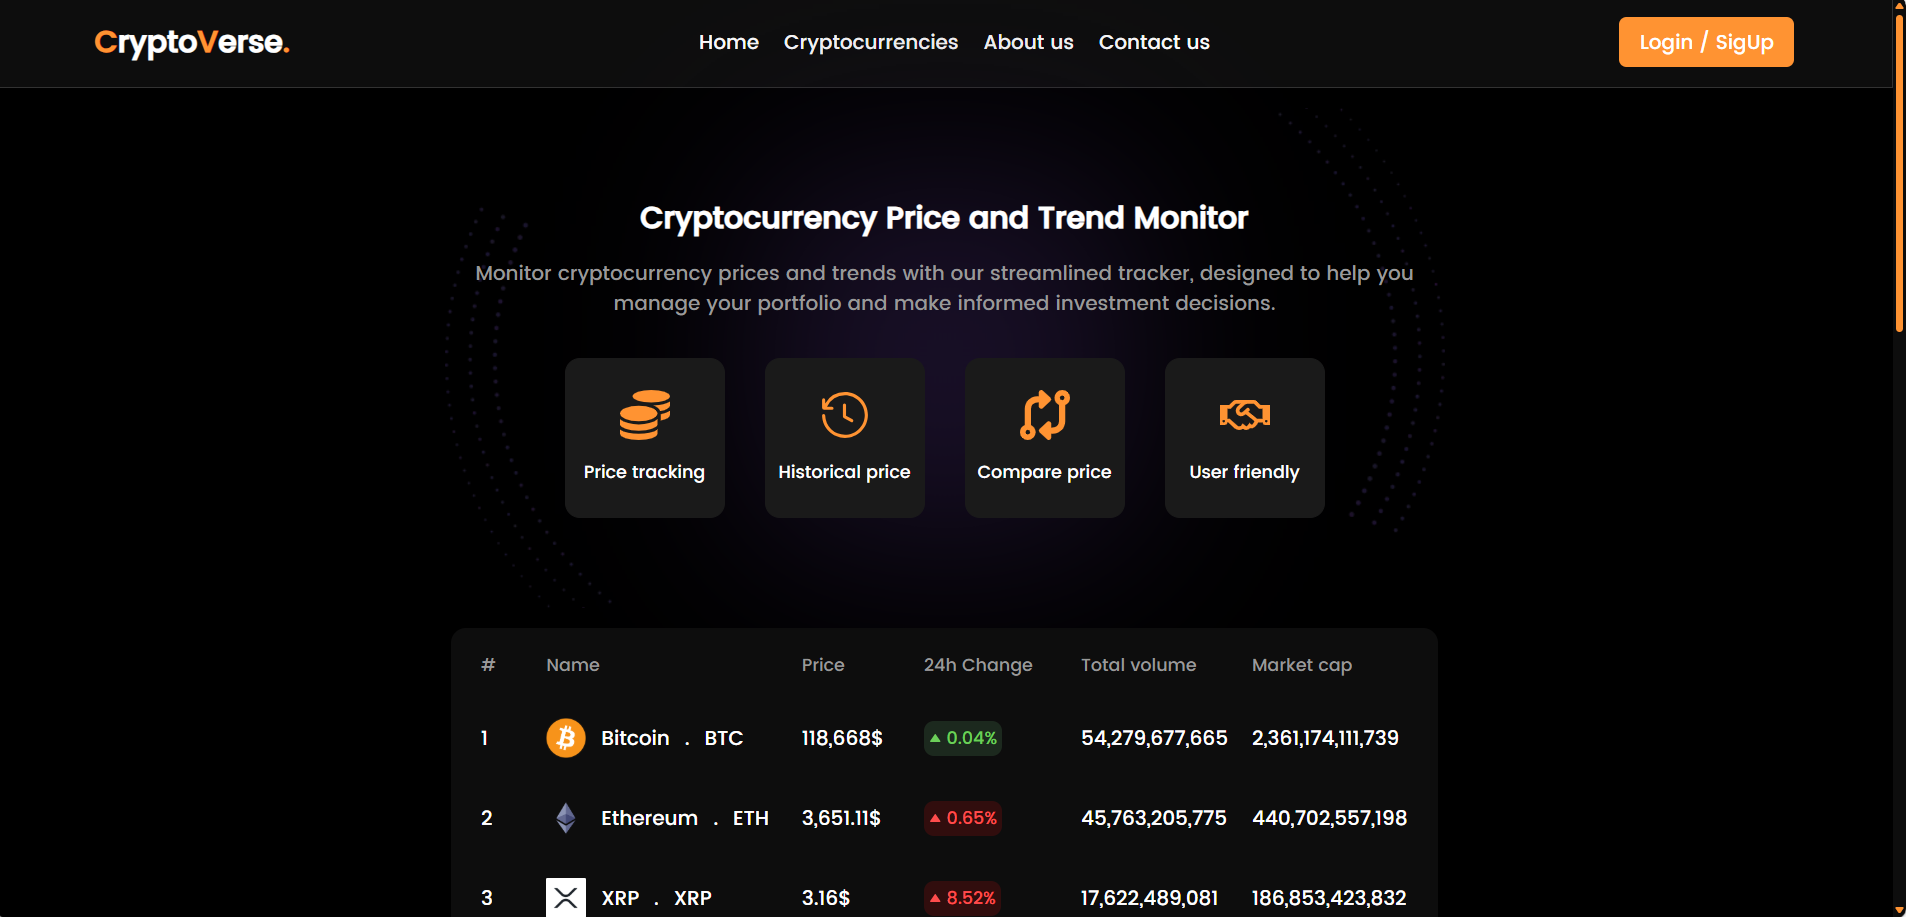 CryptoVerse.
Home Cryptocurrencies About us Contact us
Login / SigUp
Cryptocurrency Price and Trend Monitor
Monitor cryptocurrency prices and trends with our streamlined tracker, designed to help you
manage your portfolio and make informed investment decisions.
Price tracking
Historical price
Compare price
User friendly
# Name Price 24h Change Total volume Market cap
1 Bitcoin . BTC 118,668$ 0.04% 54,279,677,665 2,361,174,111,739
2 Ethereum . ETH 3,651.11$ 0.65% 45,763,205,775 440,702,557,198
3 XRP . XRP 3.16$ 8.52% 17,622,489,081 186,853,423,832